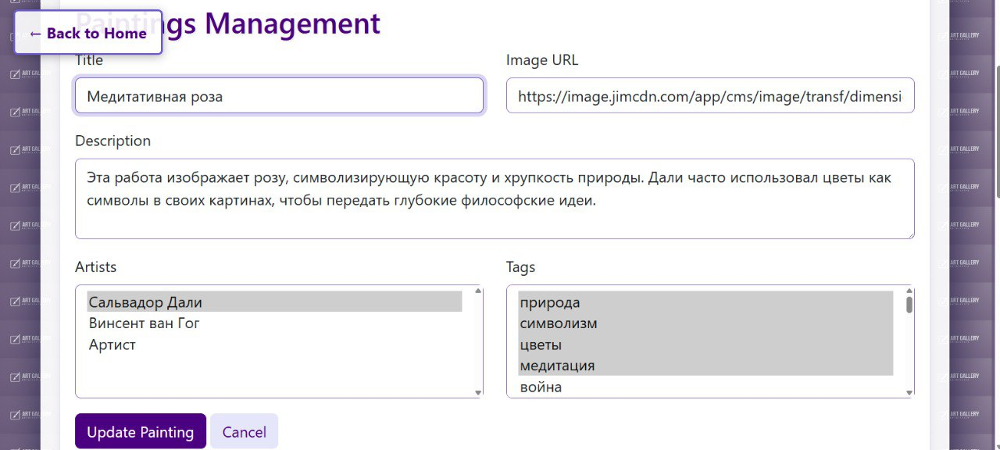 Paintings Management
← Back to Home
Title
Image URL
Медитативная роза
https://image.jimcdn.com/app/cms/image/transf/dimensi
Description
Эта работа изображает розу, символизирующую красоту и хрупкость природы. Дали часто использовал цветы как
символы в своих картинах, чтобы передать глубокие философские идеи.
Artists
Tags
Сальвадор Дали
Винсент ван Гог
Артист
природа
символизм
цветы
медитация
война
Update Painting
Cancel
ART GALLERY